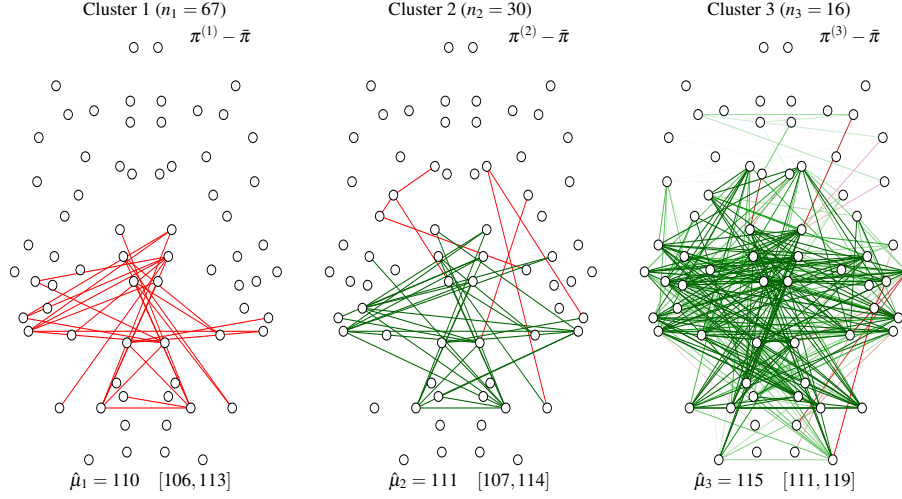 Cluster 1 (n₁ = 67) Cluster 2 (n₂ = 30) Cluster 3 (n₃ = 16)
π⁽¹⁾ − π̄ π⁽²⁾ − π̄ π⁽³⁾ − π̄
μ̂₁ = 110 [106,113] μ̂₂ = 111 [107,114] μ̂₃ = 115 [111,119]